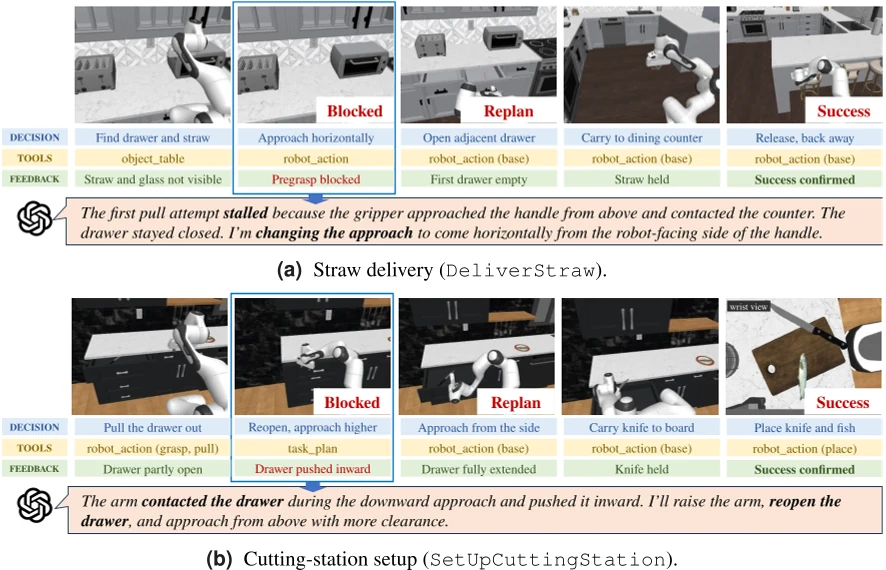 Blocked
Replan
Success
DECISION Find drawer and straw Approach horizontally Open adjacent drawer Carry to dining counter Release, back away
TOOLS object_table robot_action robot_action (base) robot_action (base) robot_action (base)
FEEDBACK Straw and glass not visible Pregrasp blocked First drawer empty Straw held Success confirmed
The first pull attempt stalled because the gripper approached the handle from above and contacted the counter. The
drawer stayed closed. I'm changing the approach to come horizontally from the robot-facing side of the handle.
(a) Straw delivery (DeliverStraw).
wrist view
Blocked
Replan
Success
DECISION Pull the drawer out Reopen, approach higher Approach from the side Carry knife to board Place knife and fish
TOOLS robot_action (grasp, pull) task_plan robot_action (base) robot_action (base) robot_action (place)
FEEDBACK Drawer partly open Drawer pushed inward Drawer fully extended Knife held Success confirmed
The arm contacted the drawer during the downward approach and pushed it inward. I'll raise the arm, reopen the
drawer, and approach from above with more clearance.
(b) Cutting-station setup (SetUpCuttingStation).